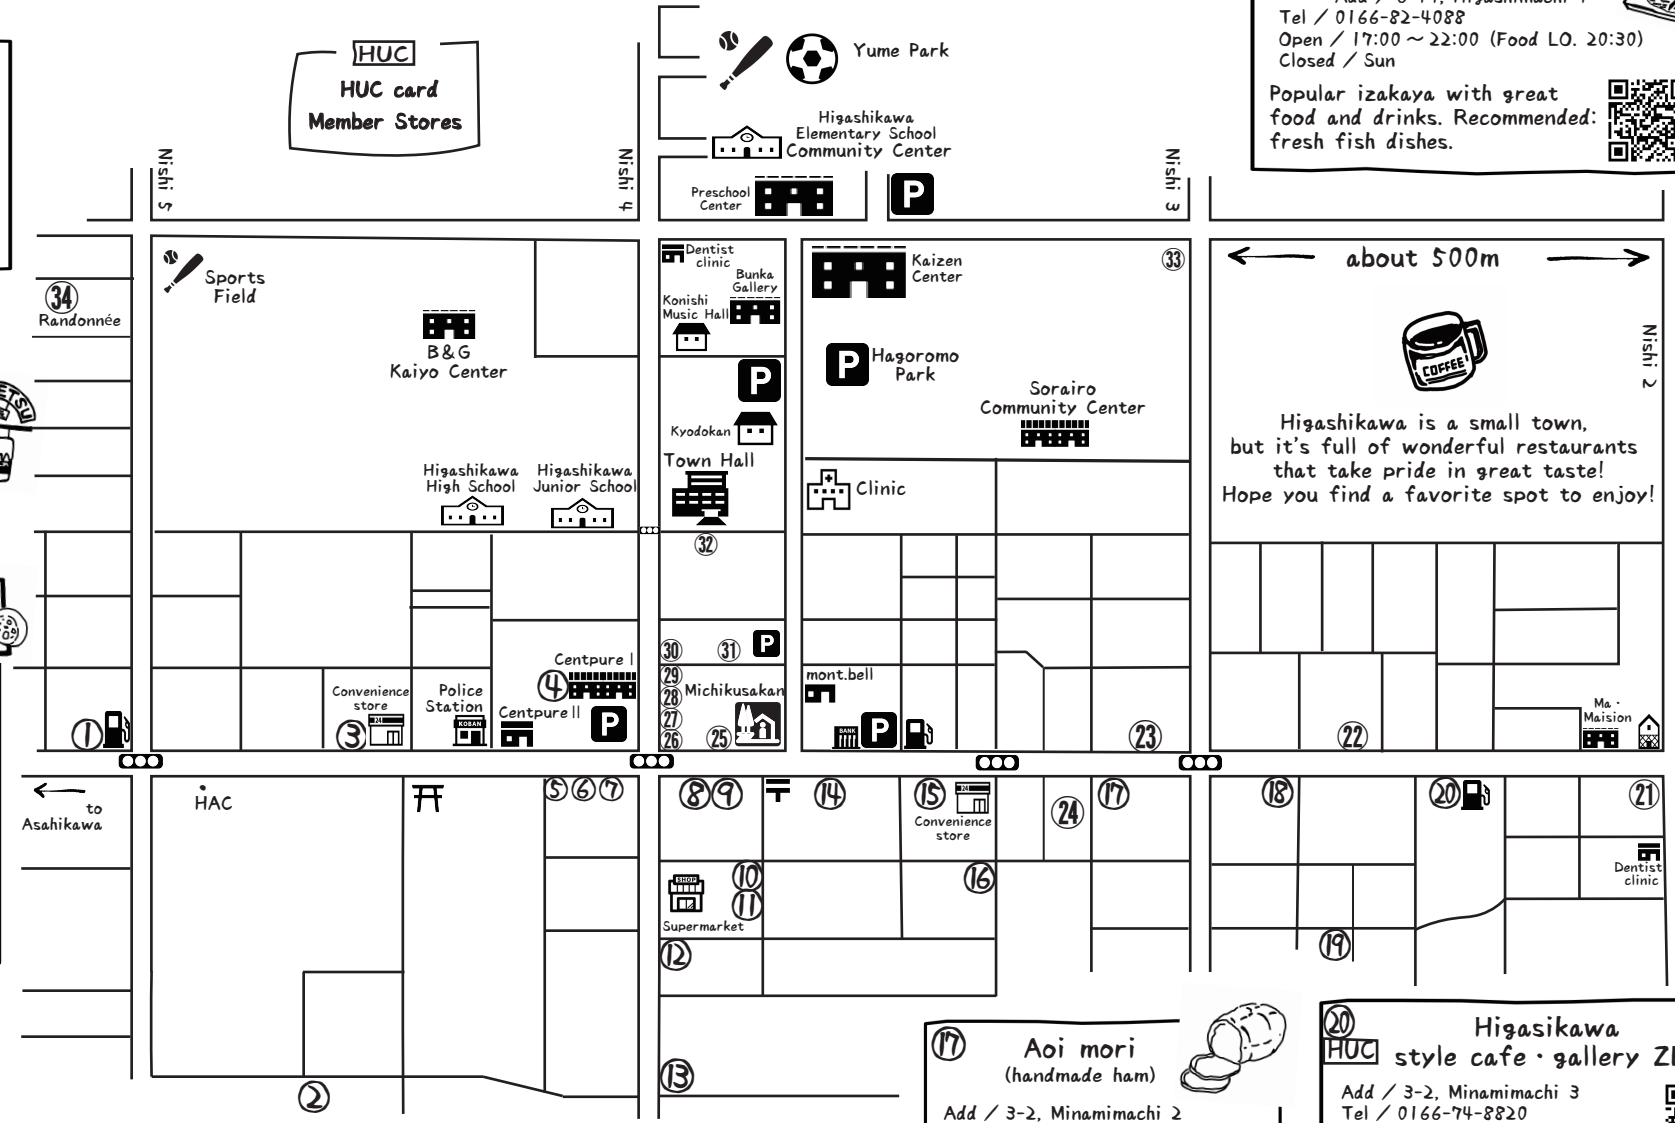 Tel / 0166-82-4088
Open / 17:00 ~ 22:00 (Food LO. 20:30)
Closed / Sun
Popular izakaya with great
food and drinks. Recommended:
fresh fish dishes.
HUC
HUC card
Member Stores
Yume Park
Higashikawa
Elementary School
Community Center
Preschool
Center
P
Nishi 5
Nishi 4
Nishi 3
Sports
Field
34
Randonnée
B&G
Kaiyo Center
Dentist
clinic
Bunka
Gallery
Konishi
Music Hall
P
Kyodokan
Town Hall
Kaizen
Center
33
P
Hagoromo
Park
Sorairo
Community Center
Clinic
about 500m
Nishi 2
COFFEE
Higashikawa is a small town,
but it's full of wonderful restaurants
that take pride in great taste!
Hope you find a favorite spot to enjoy!
ETSU
Higashikawa
High School
Higashikawa
Junior School
32
30
31
P
29
28
27
26
Michikusakan
25
Centpure I
4
Centpure II
P
Police
Station
KOBAN
Convenience
store
24
3
1
mont.bell
BANK
P
23
22
Ma・
Maision
to
Asahikawa
HAC
5 6 7
8 9
〒
14
15
24
Convenience
store
24
17
18
20
21
Dentist
clinic
SHOP
Supermarket
10
11
12
16
19
13
2
17
Aoi mori
(handmade ham)
Add / 3-2, Minamimachi 2
20
HUC
Higasikawa
style cafe・gallery
Add / 3-2, Minamimachi 3
Tel / 0166-74-8820